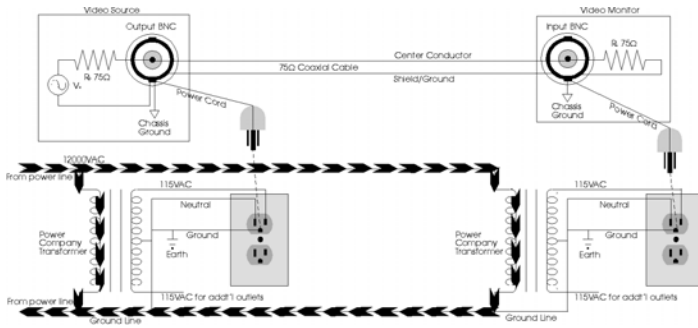 Video Source
Video Monitor
Output BNC
Input BNC
Center Conductor
75Ω Coaxial Cable
Shield/Ground
Rₛ 75Ω
Rₗ 75Ω
Vₛ
Chassis
Ground
Chassis
Ground
Power Cord
Power Cord
12000VAC
From power line
115VAC
115VAC
Neutral
Neutral
Power
Company
Transformer
Ground
Earth
Power
Company
Transformer
Ground
Earth
From power line
115VAC for addt'l outlets
115VAC for addt'l outlets
Ground Line
Ground Line